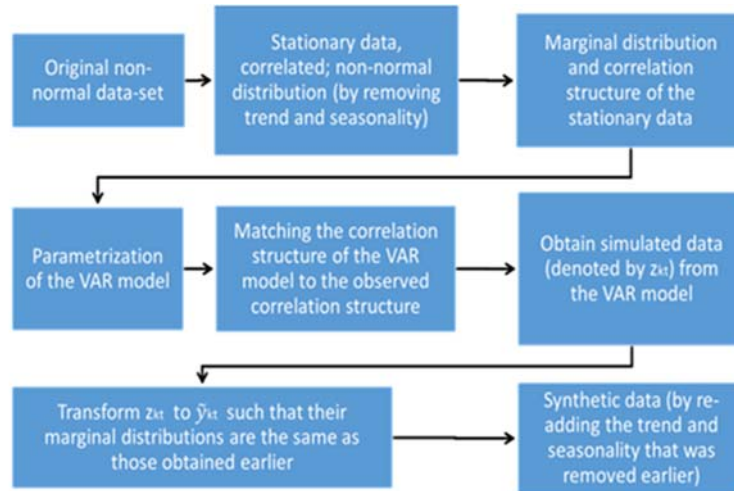 Original non-
normal data-set
Stationary data,
correlated; non-normal
distribution (by removing
trend and seasonality)
Marginal distribution
and correlation
structure of the
stationary data
Parametrization
of the VAR model
Matching the correlation
structure of the VAR
model to the observed
correlation structure
Obtain simulated data
(denoted by zₖₜ) from
the VAR model
Transform zₖₜ to ỹₖₜ such that their
marginal distributions are the same as
those obtained earlier
Synthetic data (by re-
adding the trend and
seasonality that was
removed earlier)